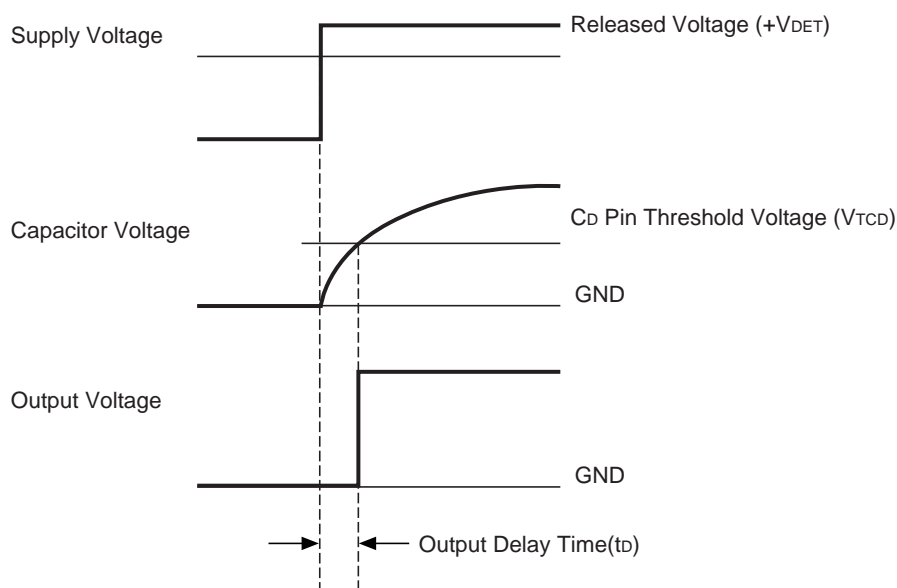 Supply Voltage
Released Voltage (+VDET)
Capacitor Voltage
CD Pin Threshold Voltage (VTCD)
GND
Output Voltage
GND
Output Delay Time(tD)